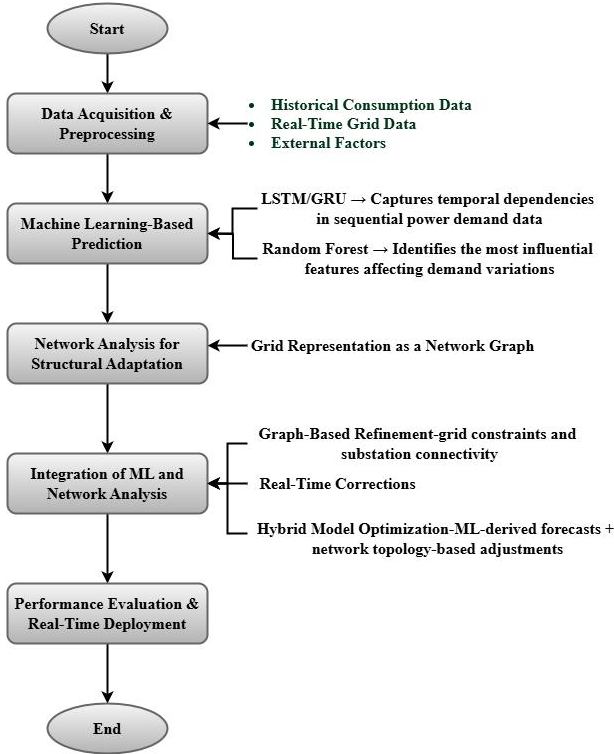 Start
Data Acquisition &
Preprocessing
• Historical Consumption Data
• Real-Time Grid Data
• External Factors
Machine Learning-Based
Prediction
LSTM/GRU → Captures temporal dependencies
in sequential power demand data
Random Forest → Identifies the most influential
features affecting demand variations
Network Analysis for
Structural Adaptation
Grid Representation as a Network Graph
Integration of ML and
Network Analysis
Graph-Based Refinement-grid constraints and
substation connectivity
Real-Time Corrections
Hybrid Model Optimization-ML-derived forecasts +
network topology-based adjustments
Performance Evaluation &
Real-Time Deployment
End